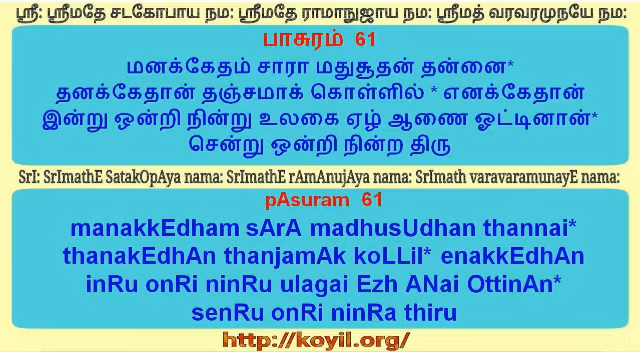 ஸ்ரீ: ஸ்ரீமதே சடகோபாய நம: ஸ்ரீமதே ராமாநுஜாய நம: ஸ்ரீமத் வரவரமுநயே நம:
பாசுரம் 61
மனக்கேதம் சாரா மதுசூதன் தன்னை*
தனக்கேதான் தஞ்சமாக் கொள்ளில் * எனக்கேதான்
இன்று ஒன்றி நின்று உலகை ஏழ் ஆணை ஓட்டினான்*
சென்று ஒன்றி நின்ற திரு
SrI: SrImathE SatakOpAya nama: SrImathE rAmAnujAya nama: SrImath varavaramunayE nama:
pAsuram 61
manakkEdham sArA madhusUdhan thannai*
thanakEdhAn thanjamAk koLLil* enakkEdhAn
inRu onRi ninRu ulagai Ezh ANai OttinAn*
senRu onRi ninRa thiru
http://koyil.org/